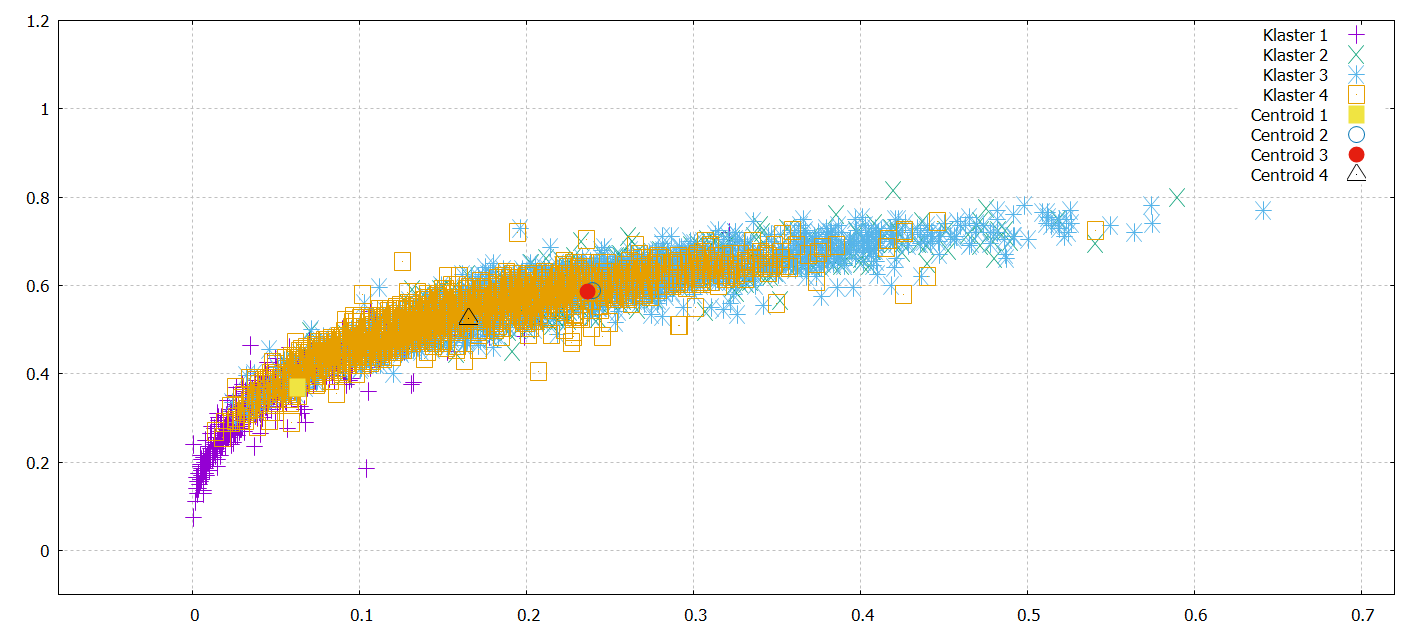 1.2
1
0.8
0.6
0.4
0.2
0
0
0.1
0.2
0.3
0.4
0.5
0.6
0.7
Klaster 1
Klaster 2
Klaster 3
Klaster 4
Centroid 1
Centroid 2
Centroid 3
Centroid 4